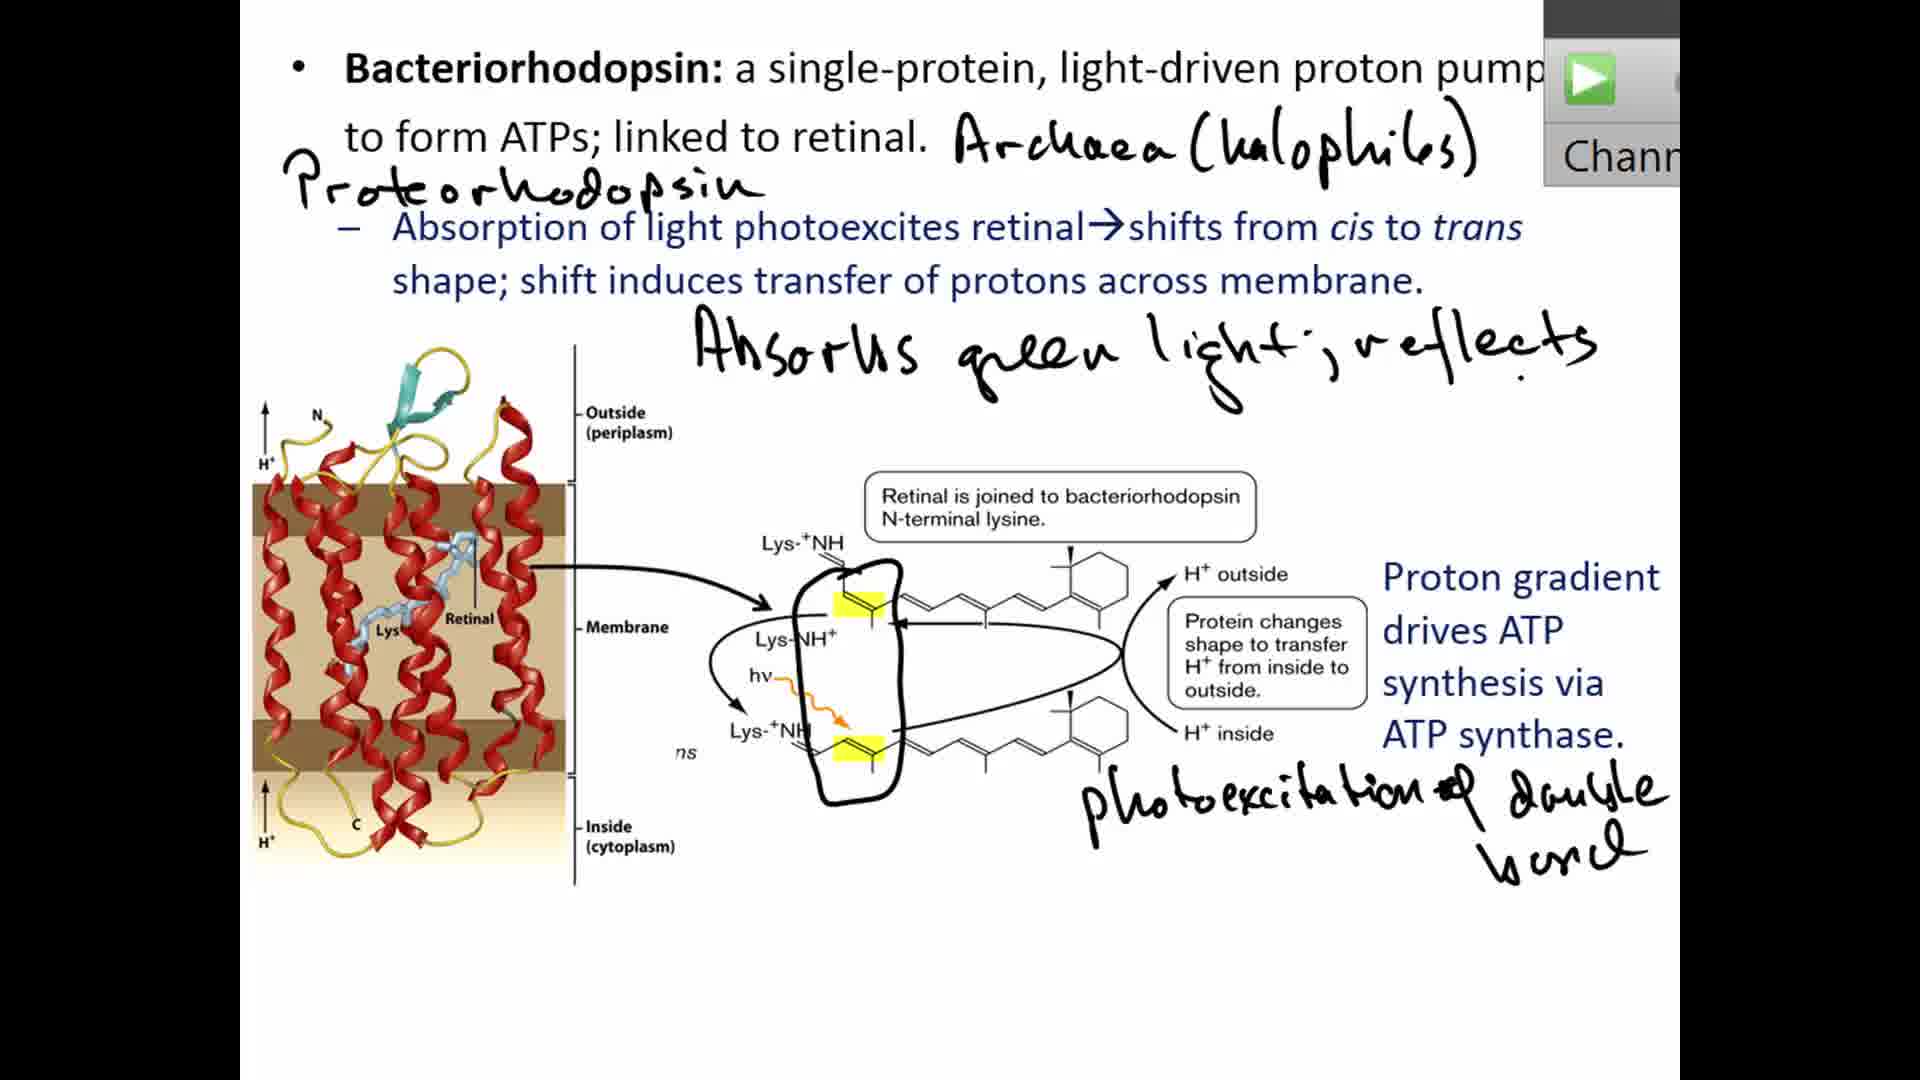 • Bacteriorhodopsin: a single-protein, light-driven proton pump
to form ATPs; linked to retinal. Archaea (halophiles)
Proteorhodopsin
– Absorption of light photoexcites retinal→shifts from cis to trans
shape; shift induces transfer of protons across membrane.
Absorbs green light; reflects
Chann
N
H⁺
Outside
(periplasm)
Retinal
Lys
Membrane
C
H⁺
Inside
(cytoplasm)
Retinal is joined to bacteriorhodopsin
N-terminal lysine.
Lys-⁺NH
Lys-NH⁺
hν
Lys-⁺NH
ns
H⁺ outside
Protein changes
shape to transfer
H⁺ from inside to
outside.
H⁺ inside
Proton gradient
drives ATP
synthesis via
ATP synthase.
photoexcitation of double
bond